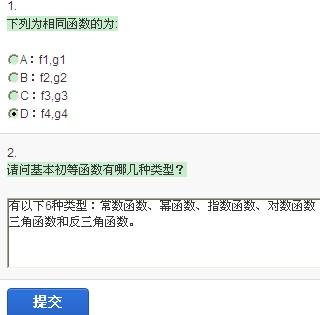 1.
下列为相同函数的为:
A：f1,g1
B：f2,g2
C：f3,g3
D：f4,g4
2.
请问基本初等函数有哪几种类型？
有以下6种类型：常数函数、幂函数、指数函数、对数函数
三角函数和反三角函数。
提交